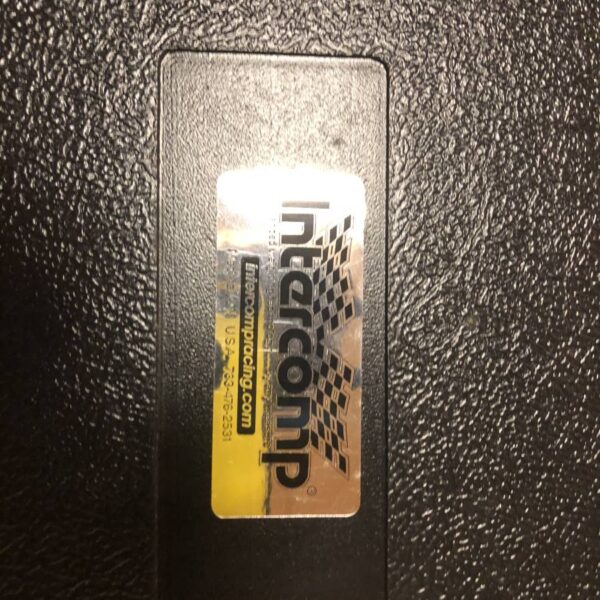 Intercomp®
intercompracing.com
USA 763-476-2531